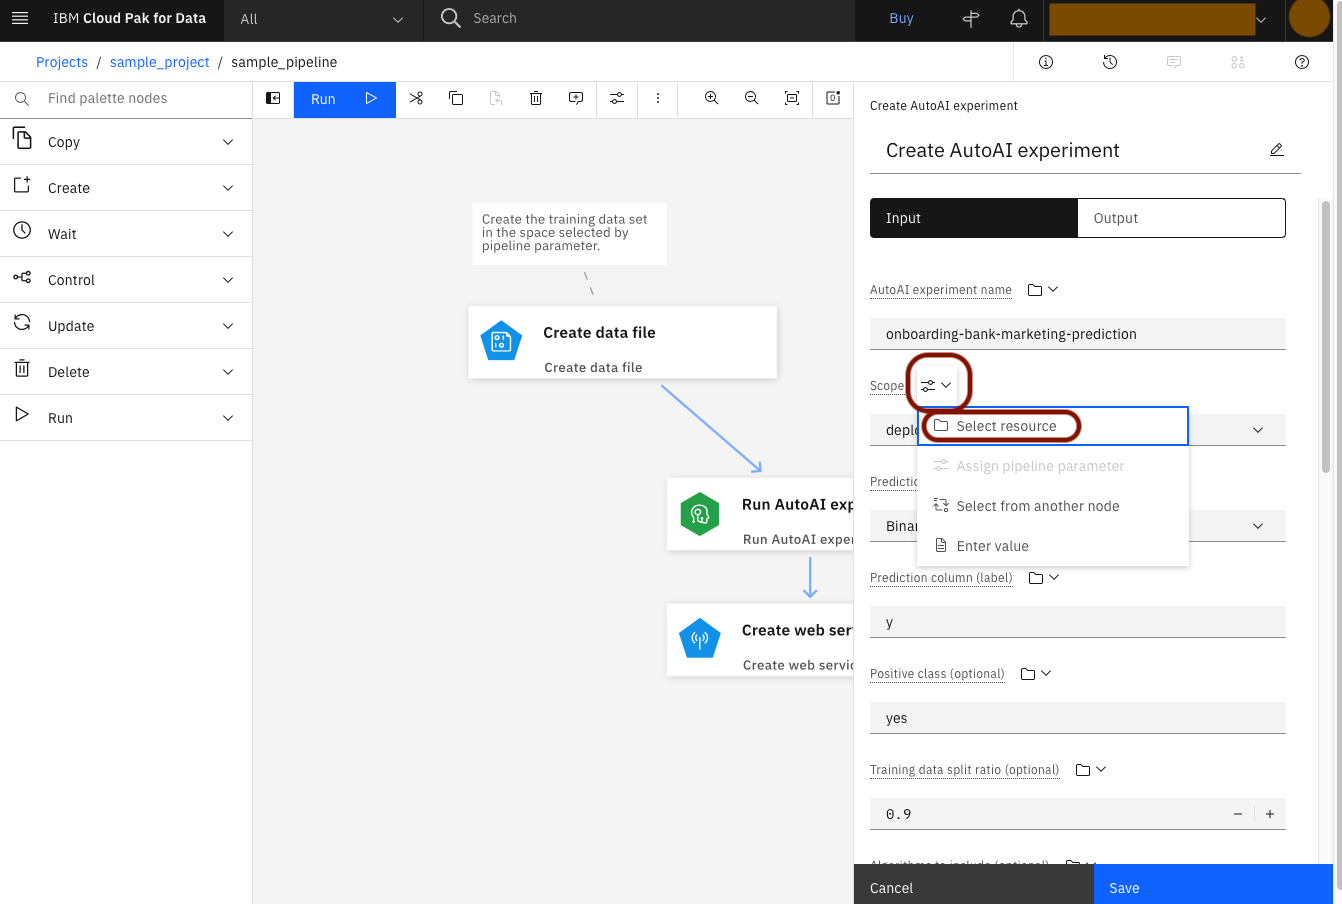 IBM Cloud Pak for Data
All
Search
Buy
Projects / sample_project / sample_pipeline
Find palette nodes
Run
Copy
Create
Wait
Control
Update
Delete
Run
Create the training data set
in the space selected by
pipeline parameter.
Create data file
Create data file
Run AutoAI exp
Run AutoAI exper
Create web ser
Create web servic
Create AutoAI experiment
Create AutoAI experiment
Input
Output
AutoAI experiment name
onboarding-bank-marketing-prediction
Scope
deplo
Select resource
Assign pipeline parameter
Select from another node
Enter value
Predictio
Binar
Prediction column (label)
y
Positive class (optional)
yes
Training data split ratio (optional)
0.9
Algorithms to include (optional)
Cancel
Save